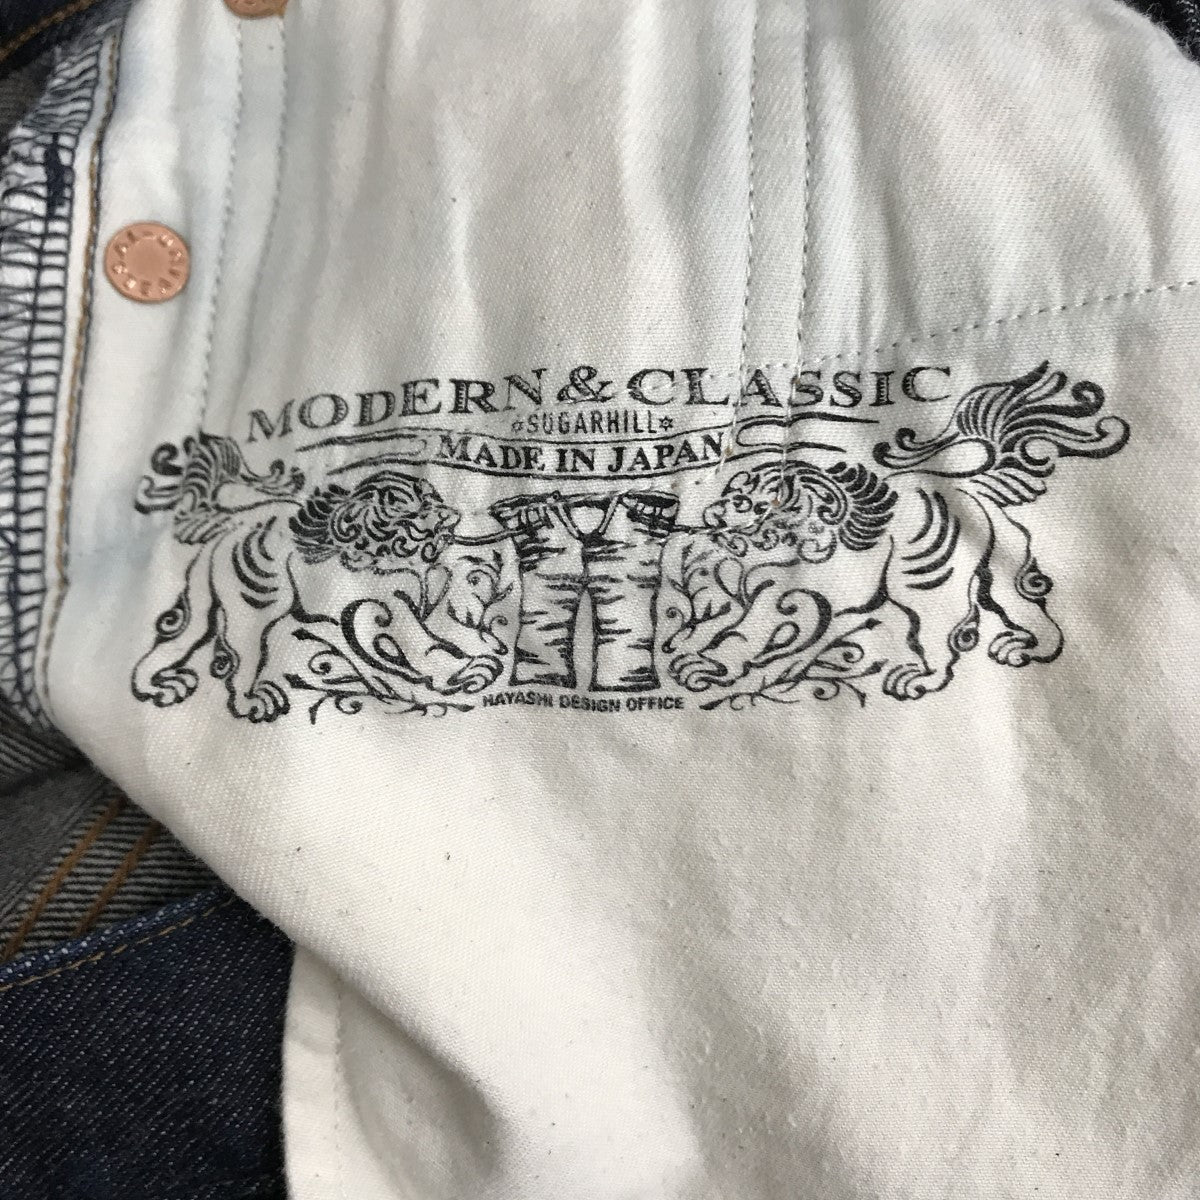 MODERN & CLASSIC
SUGARHILL
MADE IN JAPAN
HAYASHI DESIGN OFFICE